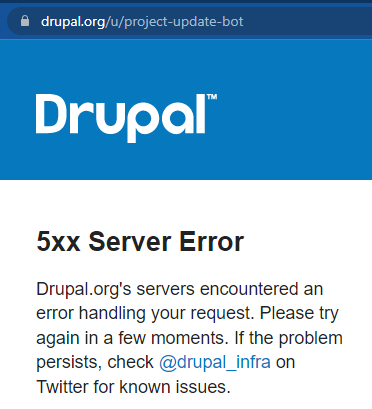 drupal.org/u/project-update-bot
Drupal™
5xx Server Error
Drupal.org's servers encountered an
error handling your request. Please try
again in a few moments. If the problem
persists, check @drupal_infra on
Twitter for known issues.